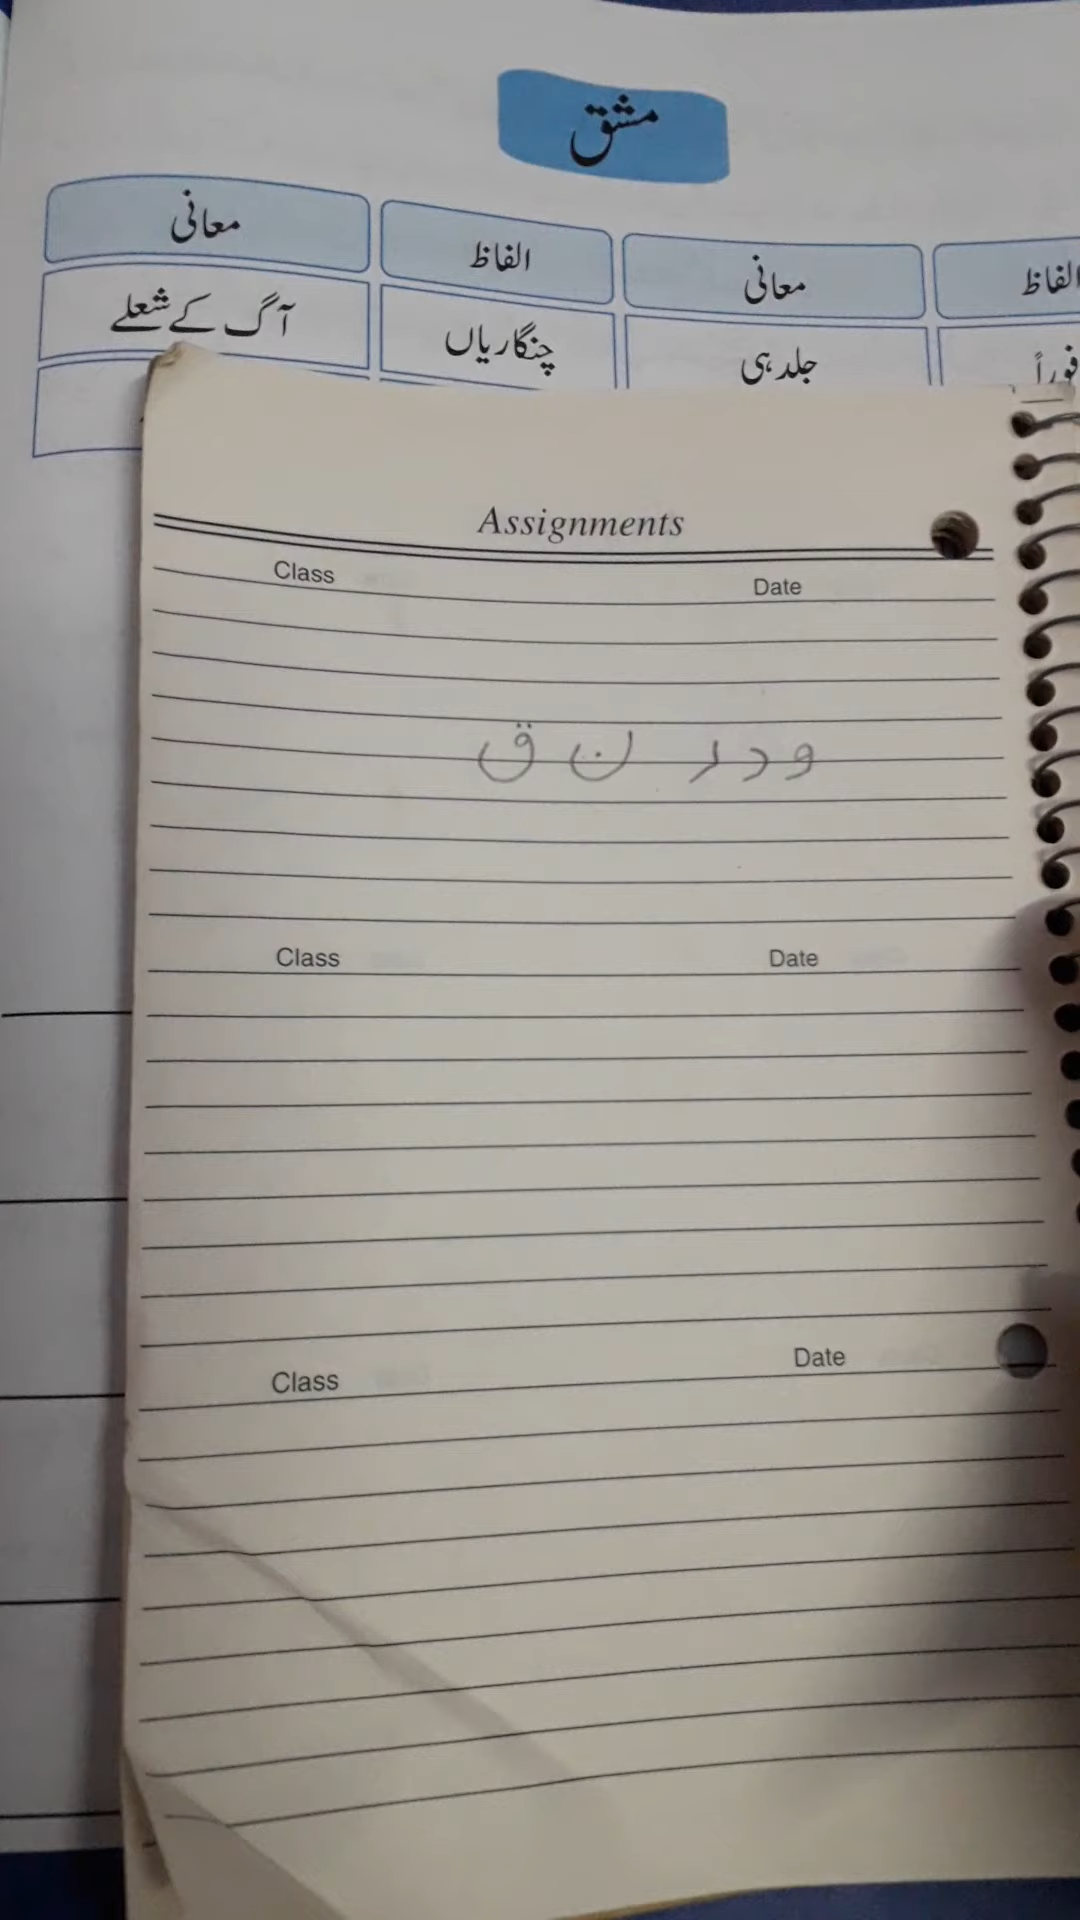 مشق
الفاظ معانی الفاظ معانی
فوراً جلد ہی چنگاریاں آگ کے شعلے
Assignments
Class Date
و د ر ن ق
Class Date
Class Date